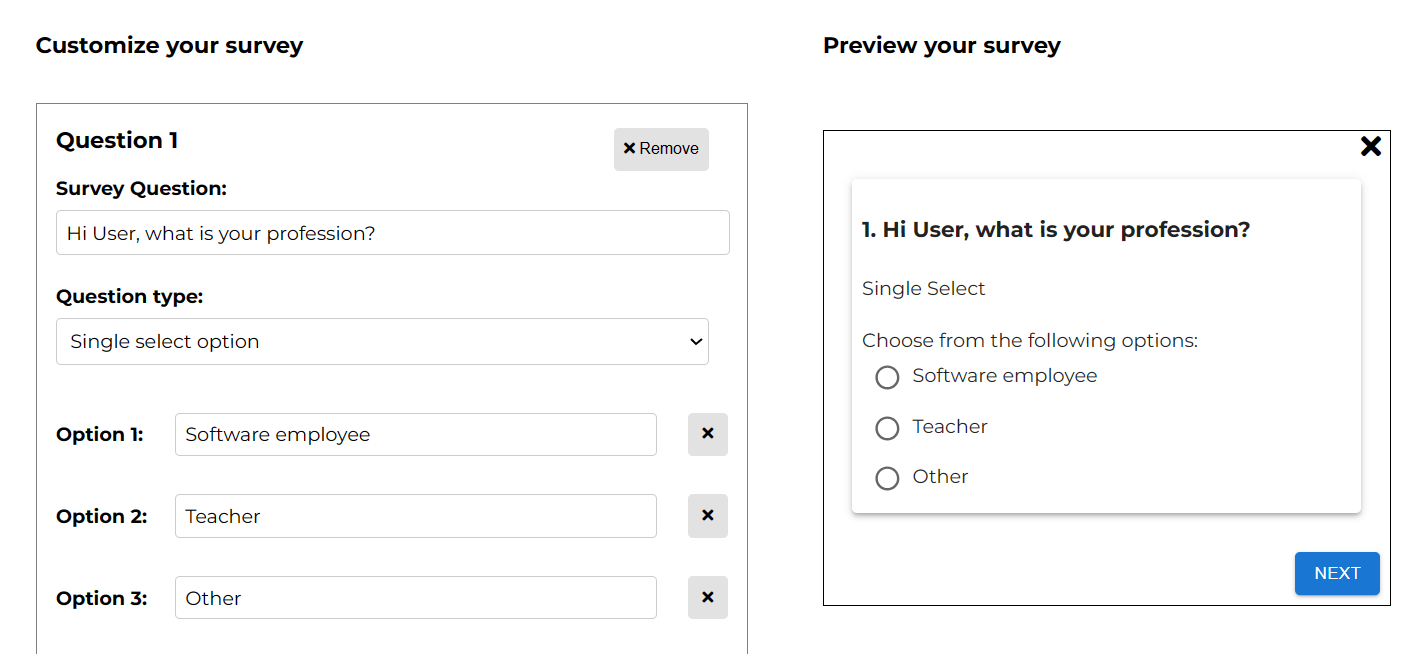 Customize your survey
Question 1
Remove
Survey Question:
Hi User, what is your profession?
Question type:
Single select option
Option 1:
Software employee
Option 2:
Teacher
Option 3:
Other
Preview your survey
1. Hi User, what is your profession?
Single Select
Choose from the following options:
Software employee
Teacher
Other
NEXT